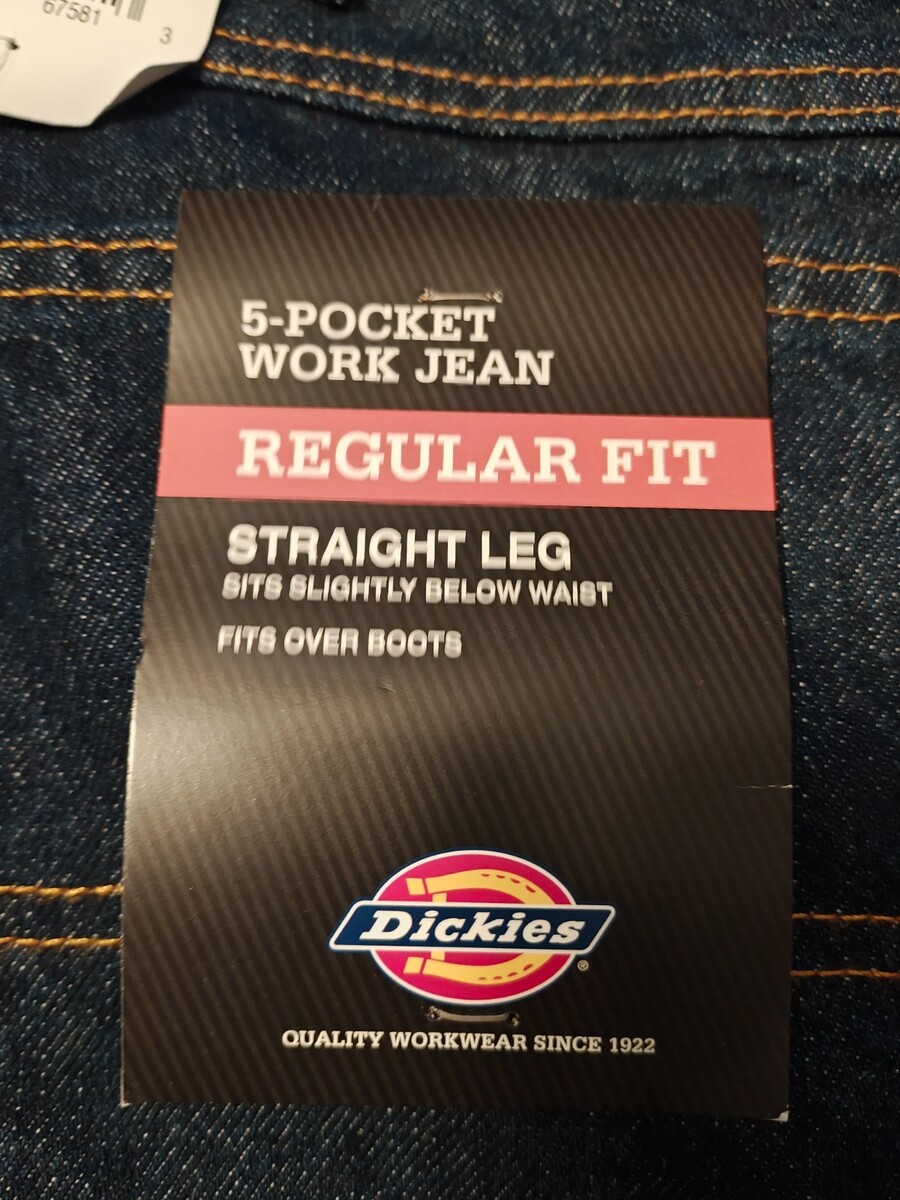 67581
3
5-POCKET
WORK JEAN
REGULAR FIT
STRAIGHT LEG
SITS SLIGHTLY BELOW WAIST
FITS OVER BOOTS
Dickies
®
QUALITY WORKWEAR SINCE 1922